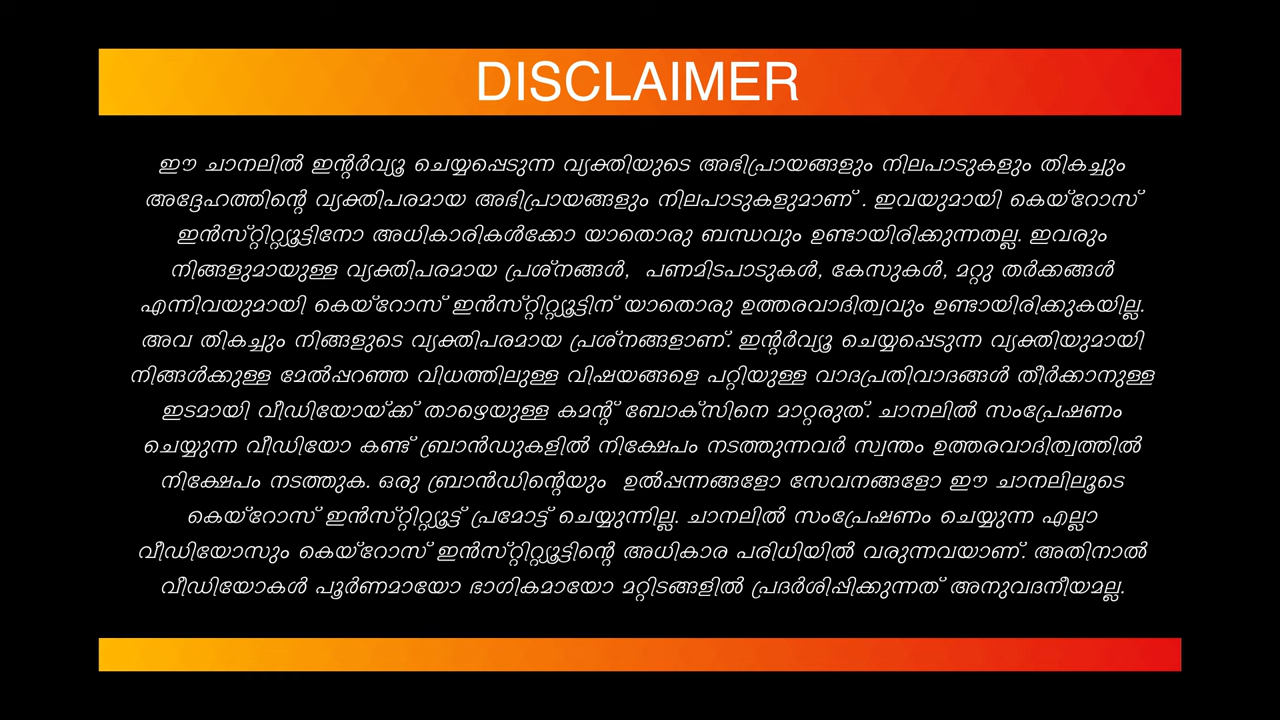 DISCLAIMER
ഈ ചാനലിൽ ഇന്റർവ്യൂ ചെയ്യപ്പെടുന്ന വ്യക്തിയുടെ അഭിപ്രായങ്ങളും നിലപാടുകളും തികച്ചും
അദ്ദേഹത്തിന്റെ വ്യക്തിപരമായ അഭിപ്രായങ്ങളും നിലപാടുകളുമാണ് . ഇവയുമായി കെയ്റോസ്
ഇൻസ്റ്റിറ്റ്യൂട്ടിനോ അധികാരികൾക്കോ യാതൊരു ബന്ധവും ഉണ്ടായിരിക്കുന്നതല്ല. ഇവരും
നിങ്ങളുമായുള്ള വ്യക്തിപരമായ പ്രശ്നങ്ങൾ, പണമിടപാടുകൾ, കേസുകൾ, മറ്റു തർക്കങ്ങൾ
എന്നിവയുമായി കെയ്റോസ് ഇൻസ്റ്റിറ്റ്യൂട്ടിന് യാതൊരു ഉത്തരവാദിത്വവും ഉണ്ടായിരിക്കുകയില്ല.
അവ തികച്ചും നിങ്ങളുടെ വ്യക്തിപരമായ പ്രശ്നങ്ങളാണ്. ഇന്റർവ്യൂ ചെയ്യപ്പെടുന്ന വ്യക്തിയുമായി
നിങ്ങൾക്കുള്ള മേൽപ്പറഞ്ഞ വിധത്തിലുള്ള വിഷയങ്ങളെ പറ്റിയുള്ള വാദപ്രതിവാദങ്ങൾ തീർക്കാനുള്ള
ഇടമായി വീഡിയോയ്ക്ക് താഴെയുള്ള കമന്റ് ബോക്സിനെ മാറ്റരുത്. ചാനലിൽ സംപ്രേഷണം
ചെയ്യുന്ന വീഡിയോ കണ്ട് ബ്രാൻഡുകളിൽ നിക്ഷേപം നടത്തുന്നവർ സ്വന്തം ഉത്തരവാദിത്വത്തിൽ
നിക്ഷേപം നടത്തുക. ഒരു ബ്രാൻഡിന്റെയും ഉൽപ്പന്നങ്ങളോ സേവനങ്ങളോ ഈ ചാനലിലൂടെ
കെയ്റോസ് ഇൻസ്റ്റിറ്റ്യൂട്ട് പ്രമോട്ട് ചെയ്യുന്നില്ല. ചാനലിൽ സംപ്രേഷണം ചെയ്യുന്ന എല്ലാ
വീഡിയോസും കെയ്റോസ് ഇൻസ്റ്റിറ്റ്യൂട്ടിന്റെ അധികാര പരിധിയിൽ വരുന്നവയാണ്. അതിനാൽ
വീഡിയോകൾ പൂർണമായോ ഭാഗികമായോ മറ്റിടങ്ങളിൽ പ്രദർശിപ്പിക്കുന്നത് അനുവദനീയമല്ല.